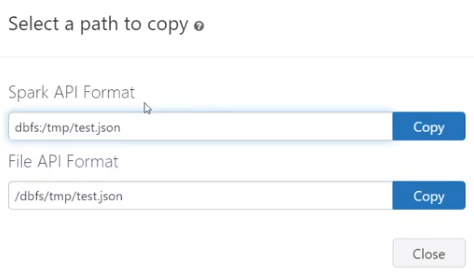 Select a path to copy ?
Spark API Format
dbfs:/tmp/test.json Copy
File API Format
/dbfs/tmp/test.json Copy
Close